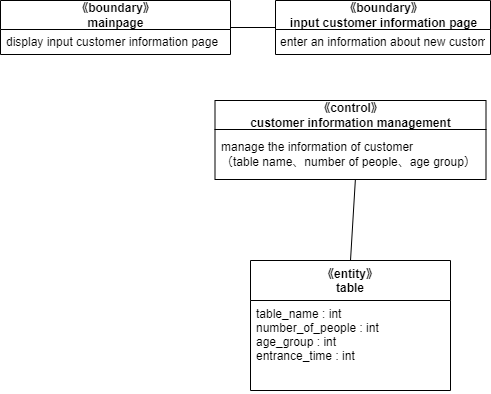 《boundary》
mainpage
display input customer information page
《boundary》
input customer information page
enter an information about new custom
《control》
customer information management
manage the information of customer
（table name、number of people、age group）
《entity》
table
table_name : int
number_of_people : int
age_group : int
entrance_time : int